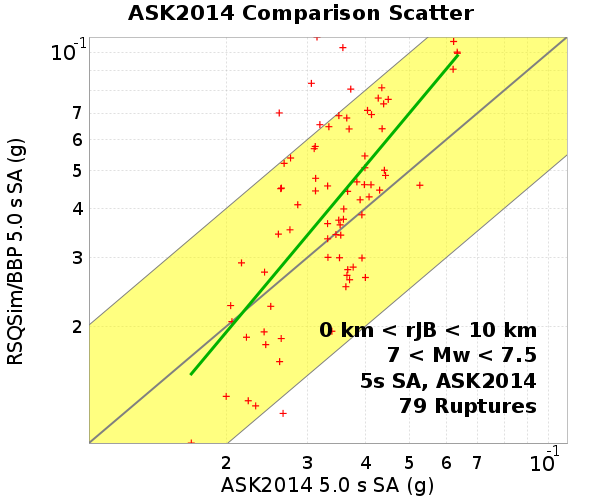 ASK2014 Comparison Scatter
RSQSim/BBP 5.0 s SA (g)
10-1
7
6
5
4
3
2
0 km < rJB < 10 km
7 < Mw < 7.5
5s SA, ASK2014
79 Ruptures
2 3 4 5 6 7 10-1
ASK2014 5.0 s SA (g)